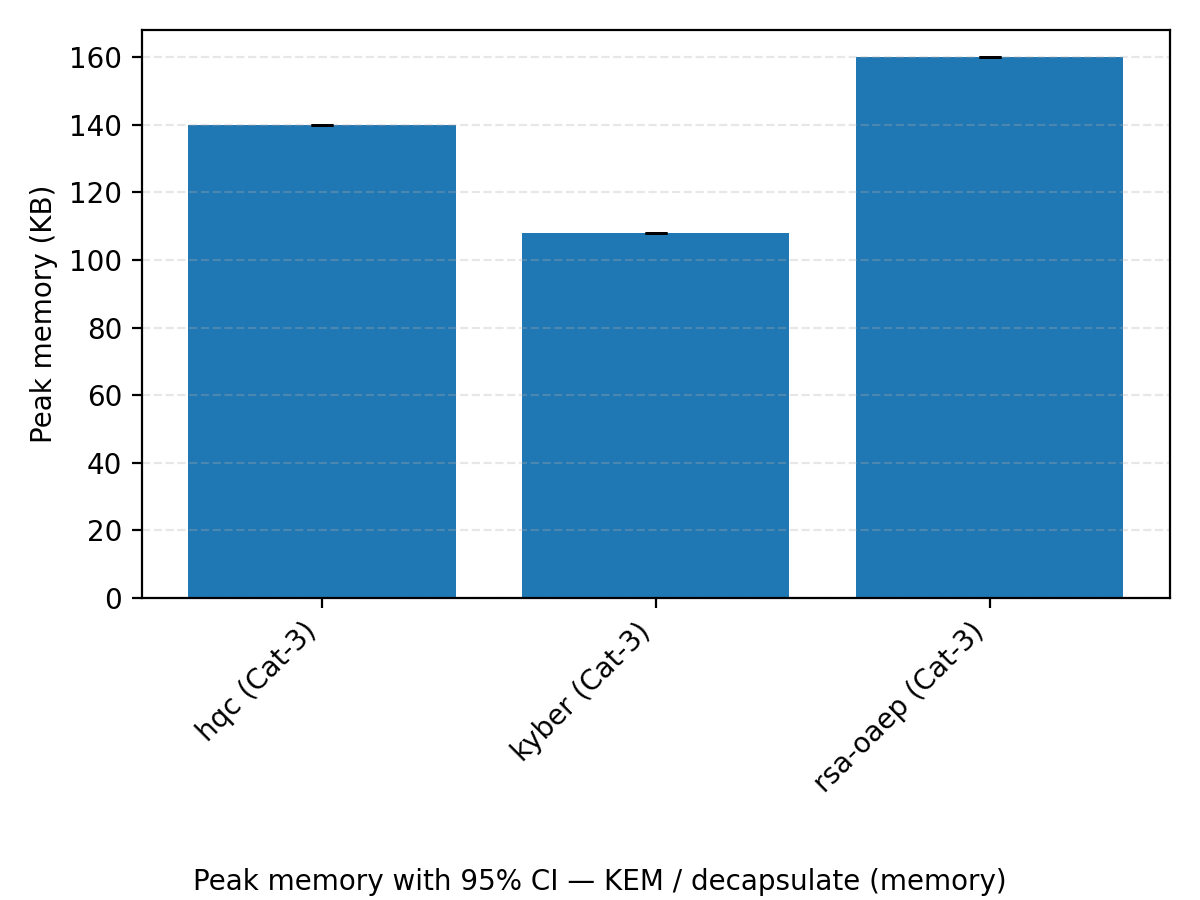 160
140
120
100
80
60
40
20
0
Peak memory (KB)
hqc (Cat-3)
kyber (Cat-3)
rsa-oaep (Cat-3)
Peak memory with 95% CI — KEM / decapsulate (memory)